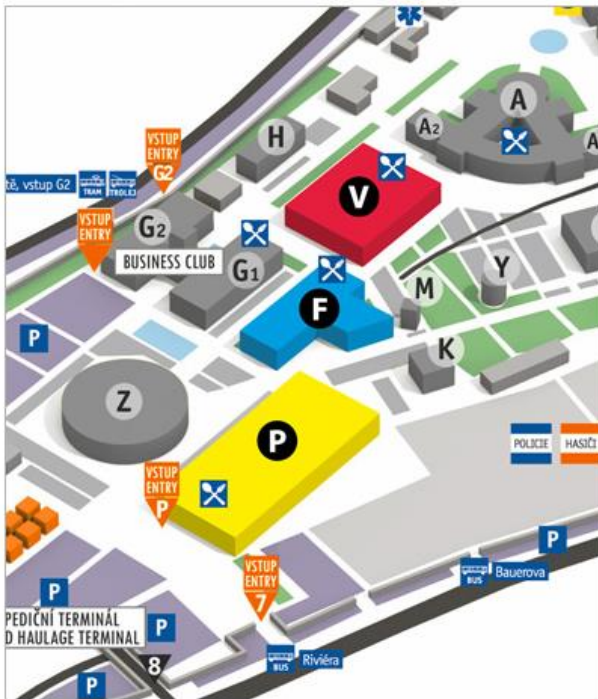 A
A2
A
H
VSTUP
ENTRY
G2
V
tě, vstup G2
TRAM
TROLEJ
VSTUP
ENTRY
G2
BUSINESS CLUB
G1
Y
M
F
K
P
Z
P
POLICIE
HASIČI
VSTUP
ENTRY
P
P
BUS
Bauerova
VSTUP
ENTRY
7
P
PEDIČNÍ TERMINÁL
D HAULAGE TERMINAL
P
BUS
Riviéra
8
P